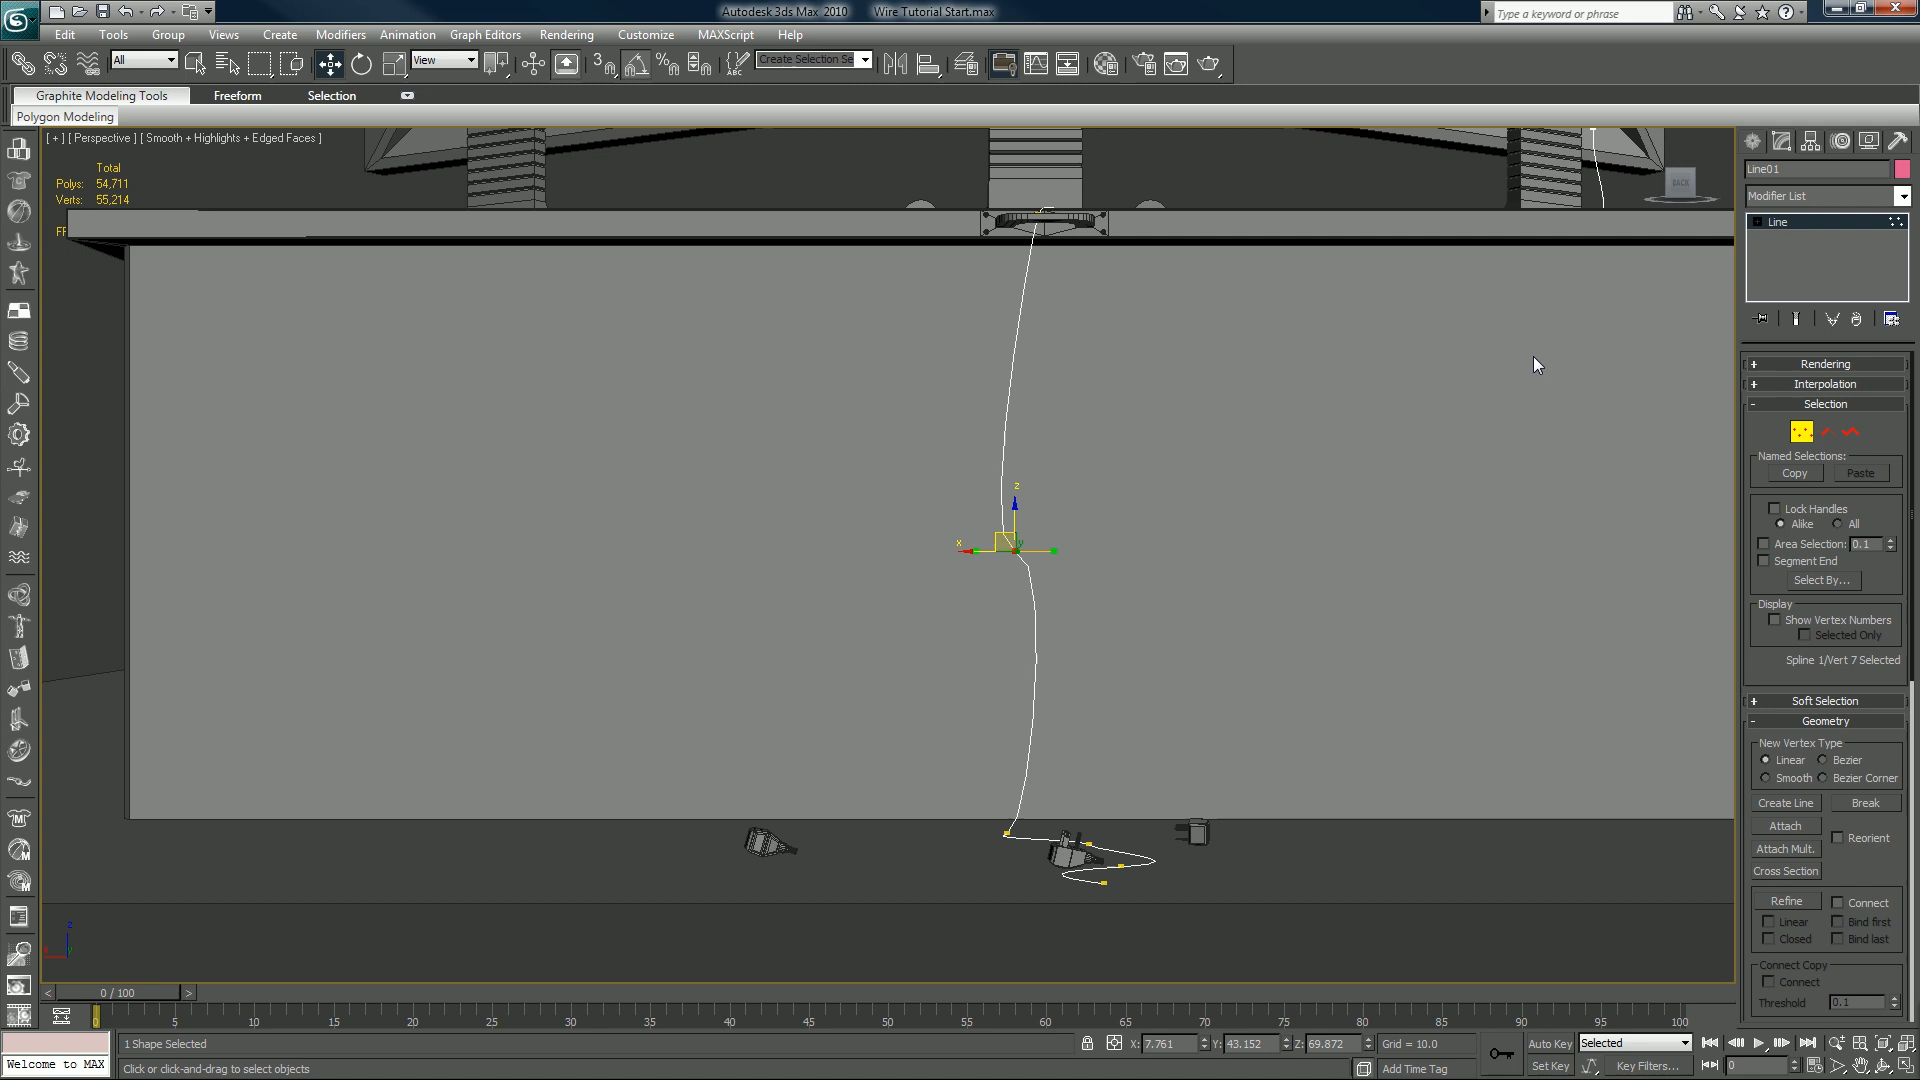 Autodesk 3ds Max 2010 Wire Tutorial Start.max
Type a keyword or phrase
Edit Tools Group Views Create Modifiers Animation Graph Editors Rendering Customize MAXScript Help
All
View
3
ABC
Create Selection Se
Graphite Modeling Tools Freeform Selection
Polygon Modeling
[ + ] [ Perspective ] [ Smooth + Highlights + Edged Faces ]
Total
Polys: 54,711
Verts: 55,214
FF
BACK
z
x
y
z
Line01
Modifier List
Line
+ Rendering
+ Interpolation
- Selection
Named Selections:
Copy Paste
Lock Handles
Alike All
Area Selection: 0.1
Segment End
Select By...
Display
Show Vertex Numbers
Selected Only
Spline 1/Vert 7 Selected
+ Soft Selection
- Geometry
New Vertex Type
Linear Bezier
Smooth Bezier Corner
Create Line Break
Attach Reorient
Attach Mult.
Cross Section
Refine Connect
Linear Bind first
Closed Bind last
Connect Copy
Connect
Threshold 0.1
< 0 / 100 >
0 5 10 15 20 25 30 35 40 45 50 55 60 65 70 75 80 85 90 95 100
1 Shape Selected X: 7.761 Y: 43.152 Z: 69.872 Grid = 10.0 Auto Key Selected
Welcome to MAX Click or click-and-drag to select objects Add Time Tag Set Key Key Filters... 0